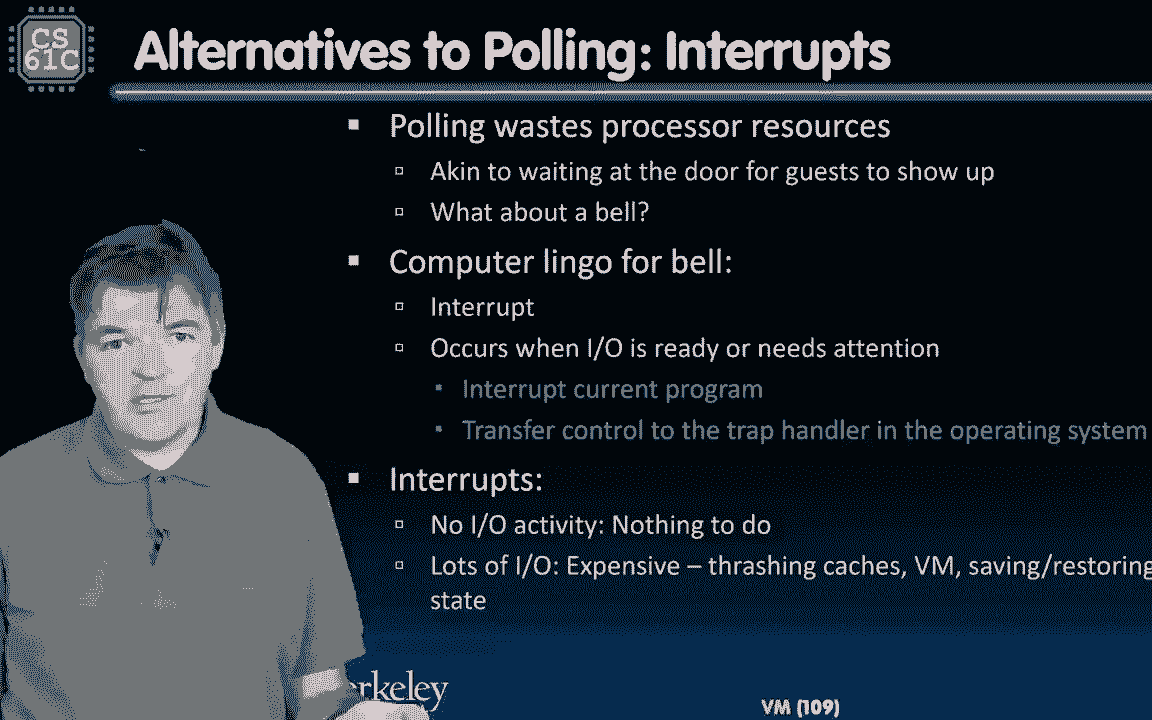 CS
61C
Alternatives to Polling: Interrupts
Polling wastes processor resources
Akin to waiting at the door for guests to show up
What about a bell?
Computer lingo for bell:
Interrupt
Occurs when I/O is ready or needs attention
Interrupt current program
Transfer control to the trap handler in the operating system
Interrupts:
No I/O activity: Nothing to do
Lots of I/O: Expensive – thrashing caches, VM, saving/restoring
state
erkeley
VM (109)